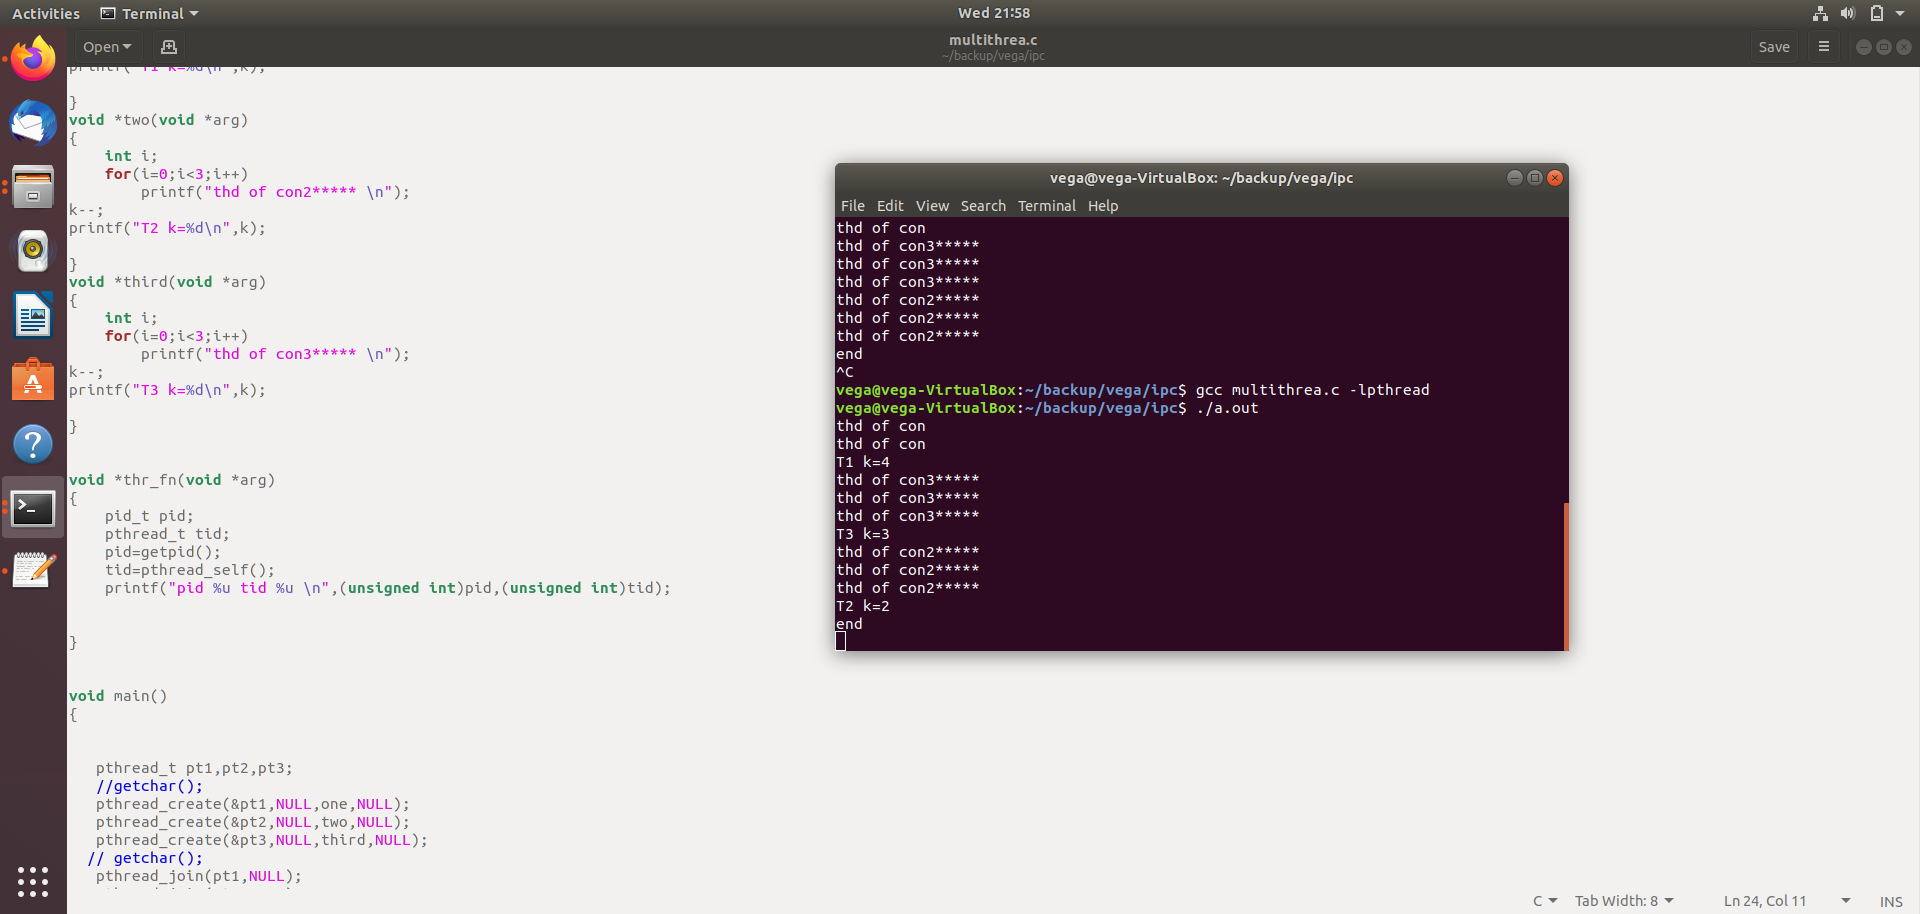 Activities
Terminal
Wed 21:58
Open
multithrea.c
~/backup/vega/ipc
Save
printf("T1 k=%d\n",k);
}
void *two(void *arg)
{
    int i;
    for(i=0;i<3;i++)
        printf("thd of con2***** \n");
k--;
printf("T2 k=%d\n",k);
}
void *third(void *arg)
{
    int i;
    for(i=0;i<3;i++)
        printf("thd of con3***** \n");
k--;
printf("T3 k=%d\n",k);
}
void *thr_fn(void *arg)
{
    pid_t pid;
    pthread_t tid;
    pid=getpid();
    tid=pthread_self();
    printf("pid %u tid %u \n",(unsigned int)pid,(unsigned int)tid);
}
void main()
{
   pthread_t pt1,pt2,pt3;
   //getchar();
   pthread_create(&pt1,NULL,one,NULL);
   pthread_create(&pt2,NULL,two,NULL);
   pthread_create(&pt3,NULL,third,NULL);
  // getchar();
   pthread_join(pt1,NULL);
vega@vega-VirtualBox: ~/backup/vega/ipc
File Edit View Search Terminal Help
thd of con
thd of con3*****
thd of con3*****
thd of con3*****
thd of con2*****
thd of con2*****
thd of con2*****
end
^C
vega@vega-VirtualBox:~/backup/vega/ipc$ gcc multithrea.c -lpthread
vega@vega-VirtualBox:~/backup/vega/ipc$ ./a.out
thd of con
thd of con
T1 k=4
thd of con3*****
thd of con3*****
thd of con3*****
T3 k=3
thd of con2*****
thd of con2*****
thd of con2*****
T2 k=2
end
C
Tab Width: 8
Ln 24, Col 11
INS